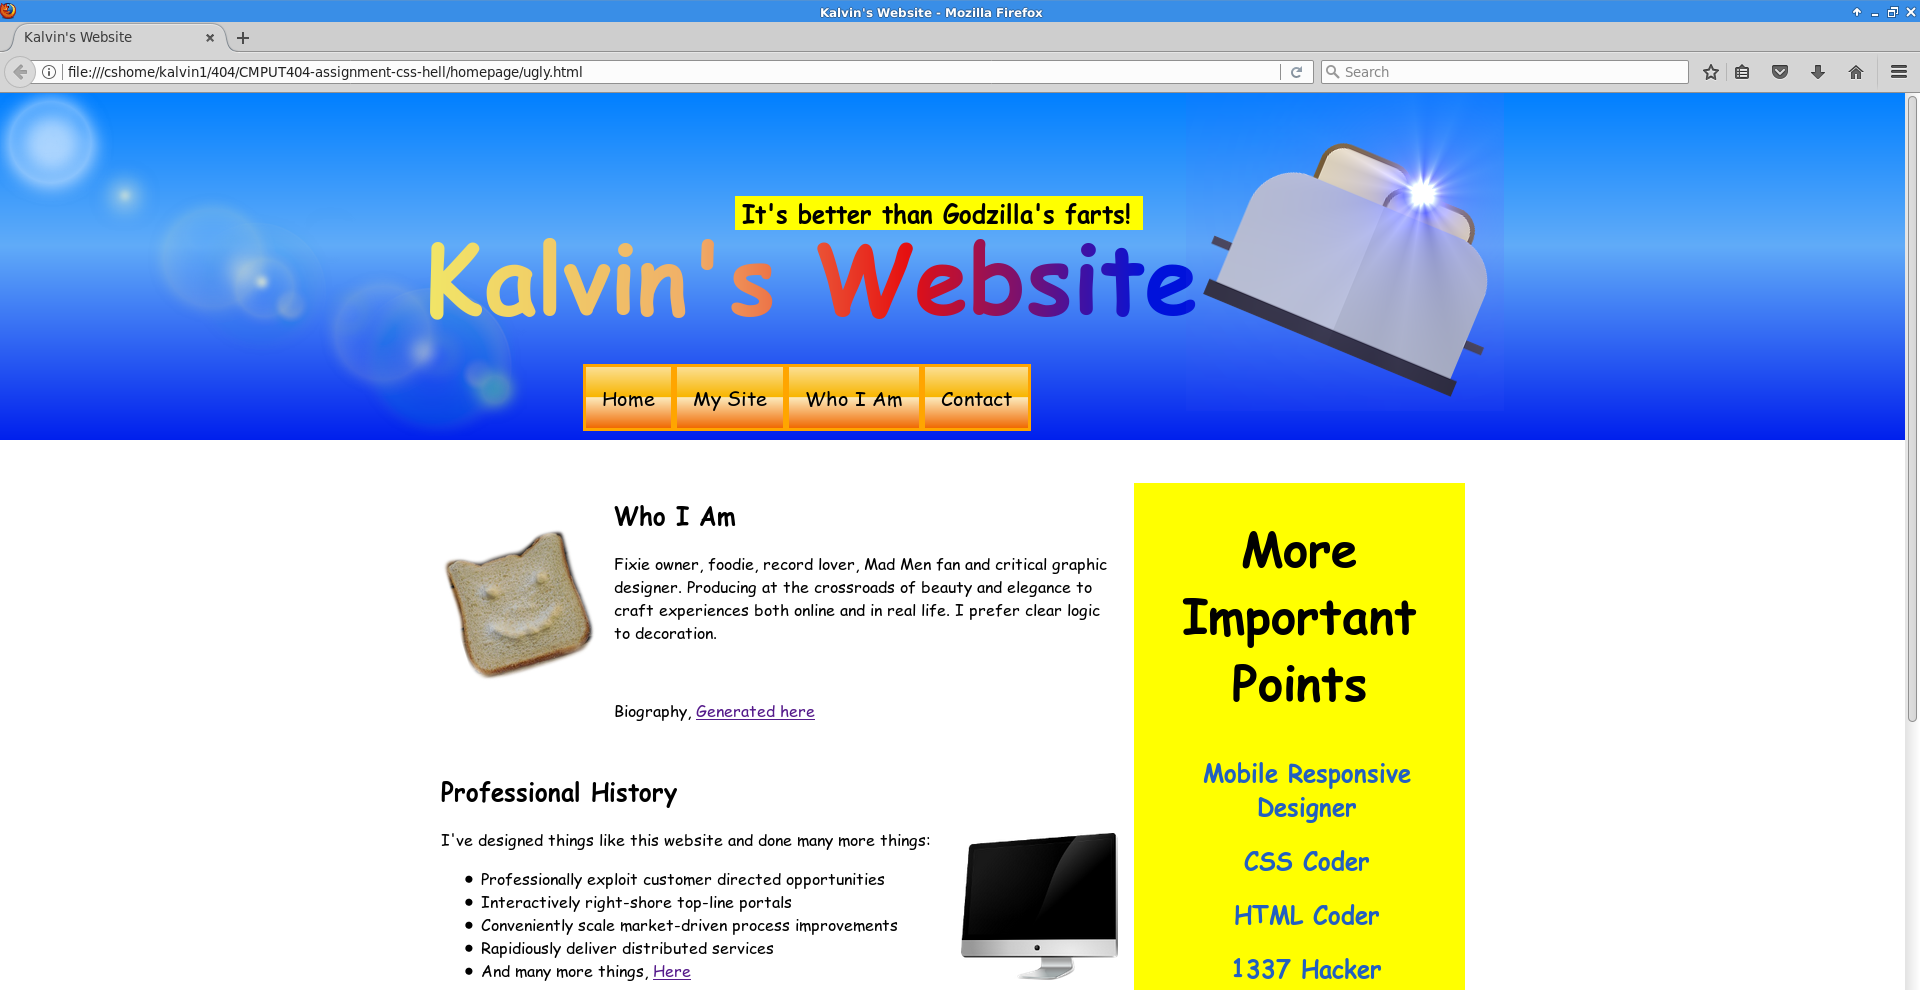 Kalvin's Website - Mozilla Firefox
Kalvin's Website
file:///cshome/kalvin1/404/CMPUT404-assignment-css-hell/homepage/ugly.html
Search
It's better than Godzilla's farts!
Kalvin's Website
Home
My Site
Who I Am
Contact
Who I Am
Fixie owner, foodie, record lover, Mad Men fan and critical graphic
designer. Producing at the crossroads of beauty and elegance to
craft experiences both online and in real life. I prefer clear logic
to decoration.
Biography, Generated here
Professional History
I've designed things like this website and done many more things:
Professionally exploit customer directed opportunities
Interactively right-shore top-line portals
Conveniently scale market-driven process improvements
Rapidiously deliver distributed services
And many more things, Here
More
Important
Points
Mobile Responsive
Designer
CSS Coder
HTML Coder
1337 Hacker